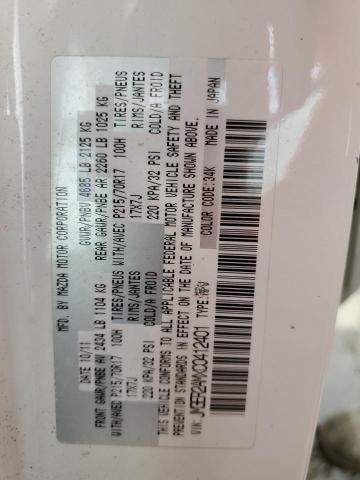 MFD. BY MAZDA MOTOR CORPORATION
DATE 10/11 GVWR/PNBV 4685 LB 2125 KG
FRONT GAWR/PNBE AV 2434 LB 1104 KG REAR GAWR/PNBE AR 2260 LB 1025 KG
WITH/AVEC P215/70R17 100H TIRES/PNEUS WITH/AVEC P215/70R17 100H TIRES/PNEUS
17X7J RIMS/JANTES 17X7J RIMS/JANTES
220 KPA/32 PSI COLD/A FROID 220 KPA/32 PSI COLD/A FROID
THIS VEHICLE CONFORMS TO ALL APPLICABLE FEDERAL MOTOR VEHICLE SAFETY AND THEFT
PREVENTION STANDARDS IN EFFECT ON THE DATE OF MANUFACTURE SHOWN ABOVE.
MADE IN JAPAN
VIN: TYPE: MPV COLOR CODE: 34K